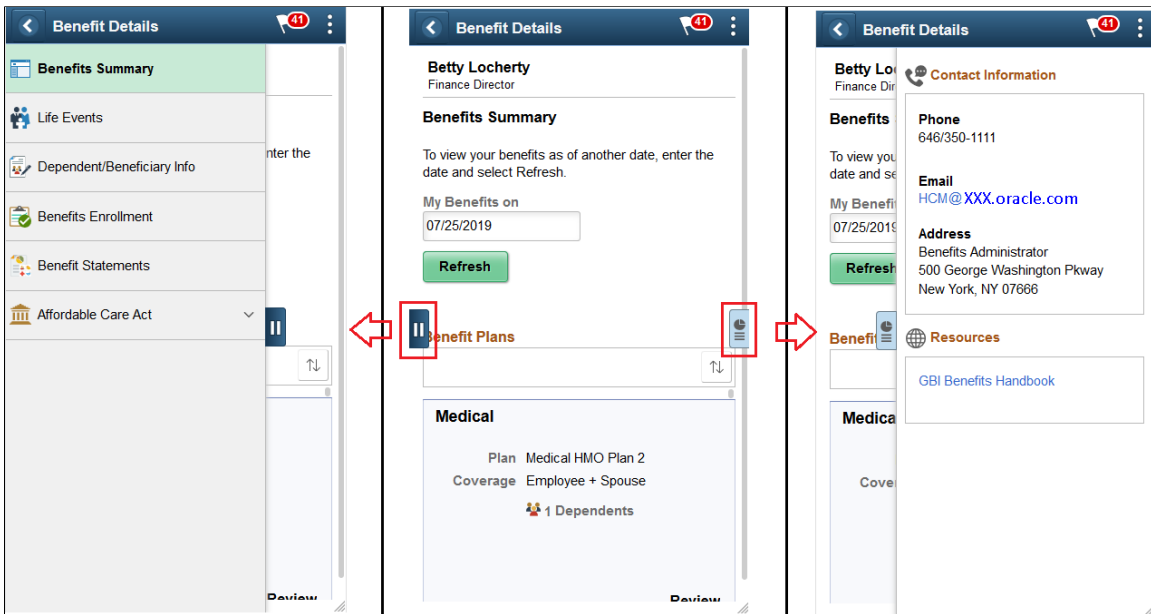 Benefit Details
41
Benefits Summary
Life Events
Dependent/Beneficiary Info
Benefits Enrollment
Benefit Statements
Affordable Care Act
nter the
Review
Benefit Details
41
Betty Locherty
Finance Director
Benefits Summary
To view your benefits as of another date, enter the
date and select Refresh.
My Benefits on
07/25/2019
Refresh
Benefit Plans
Medical
Plan Medical HMO Plan 2
Coverage Employee + Spouse
1 Dependents
Review
Benefit Details
41
Betty Lo
Finance Dir
Benefits
To view you
date and se
My Benefi
07/25/2019
Refresh
Benefi
Medica
Cove
Contact Information
Phone
646/350-1111
Email
HCM@XXX.oracle.com
Address
Benefits Administrator
500 George Washington Pkway
New York, NY 07666
Resources
GBI Benefits Handbook